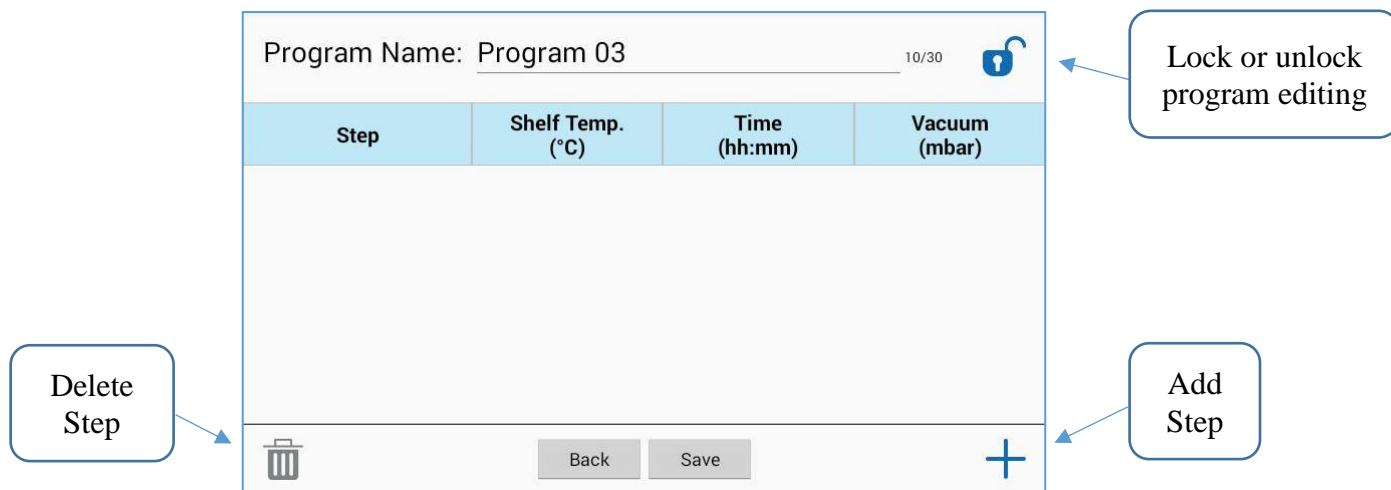 Program Name: Program 03 10/30
Lock or unlock
program editing
Step
Shelf Temp.
(°C)
Time
(hh:mm)
Vacuum
(mbar)
Delete
Step
Add
Step
Back
Save